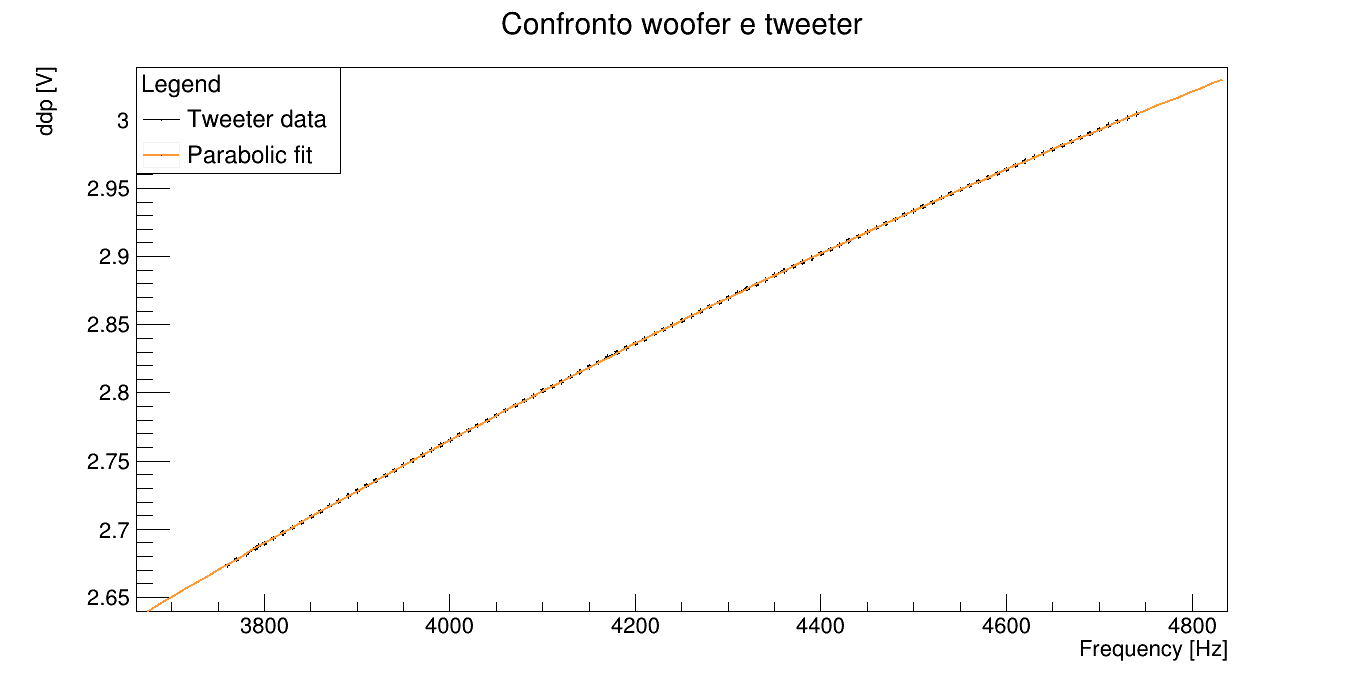 Confronto woofer e tweeter
ddp [V]
Legend
Tweeter data
Parabolic fit
3
2.95
2.9
2.85
2.8
2.75
2.7
2.65
3800 4000 4200 4400 4600 4800
Frequency [Hz]